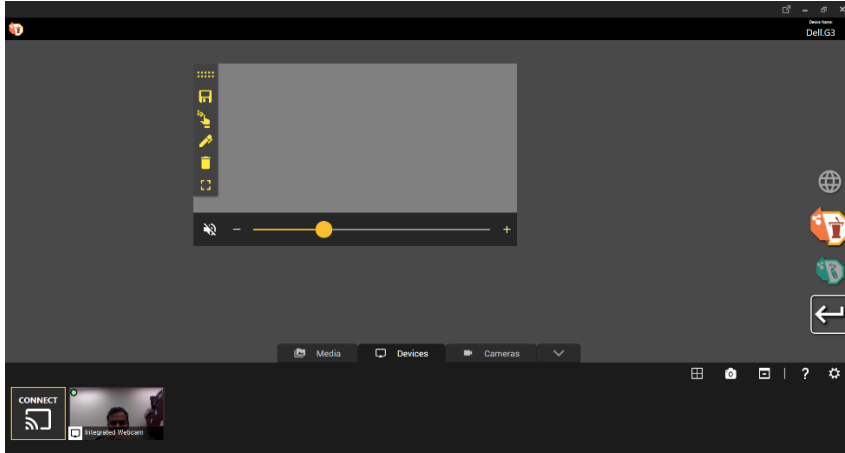 Device Name
Dell.G3
Media
Devices
Cameras
CONNECT
Integrated Webcam